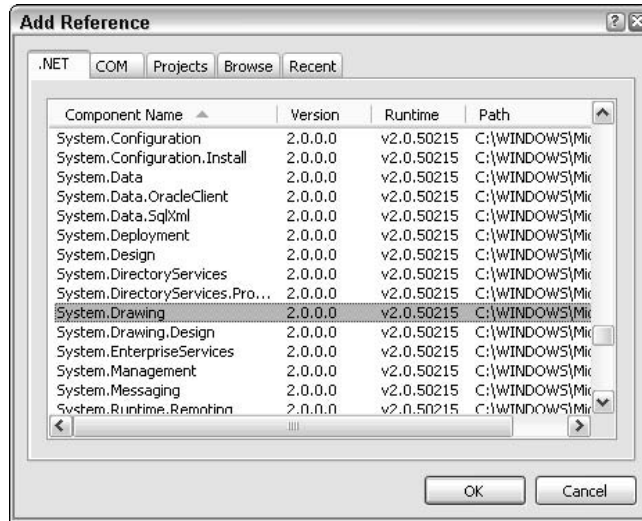 Add Reference
.NET COM Projects Browse Recent
Component Name Version Runtime Path
System.Configuration 2.0.0.0 v2.0.50215 C:\WINDOWS\Mic
System.Configuration.Install 2.0.0.0 v2.0.50215 C:\WINDOWS\Mic
System.Data 2.0.0.0 v2.0.50215 C:\WINDOWS\Mic
System.Data.OracleClient 2.0.0.0 v2.0.50215 C:\WINDOWS\Mic
System.Data.SqlXml 2.0.0.0 v2.0.50215 C:\WINDOWS\Mic
System.Deployment 2.0.0.0 v2.0.50215 C:\WINDOWS\Mic
System.Design 2.0.0.0 v2.0.50215 C:\WINDOWS\Mic
System.DirectoryServices 2.0.0.0 v2.0.50215 C:\WINDOWS\Mic
System.DirectoryServices.Pro... 2.0.0.0 v2.0.50215 C:\WINDOWS\Mic
System.Drawing 2.0.0.0 v2.0.50215 C:\WINDOWS\Mic
System.Drawing.Design 2.0.0.0 v2.0.50215 C:\WINDOWS\Mic
System.EnterpriseServices 2.0.0.0 v2.0.50215 C:\WINDOWS\Mic
System.Management 2.0.0.0 v2.0.50215 C:\WINDOWS\Mic
System.Messaging 2.0.0.0 v2.0.50215 C:\WINDOWS\Mic
System.Runtime.Remoting 2.0.0.0 v2.0.50215 C:\WINDOWS\Mic
OK Cancel